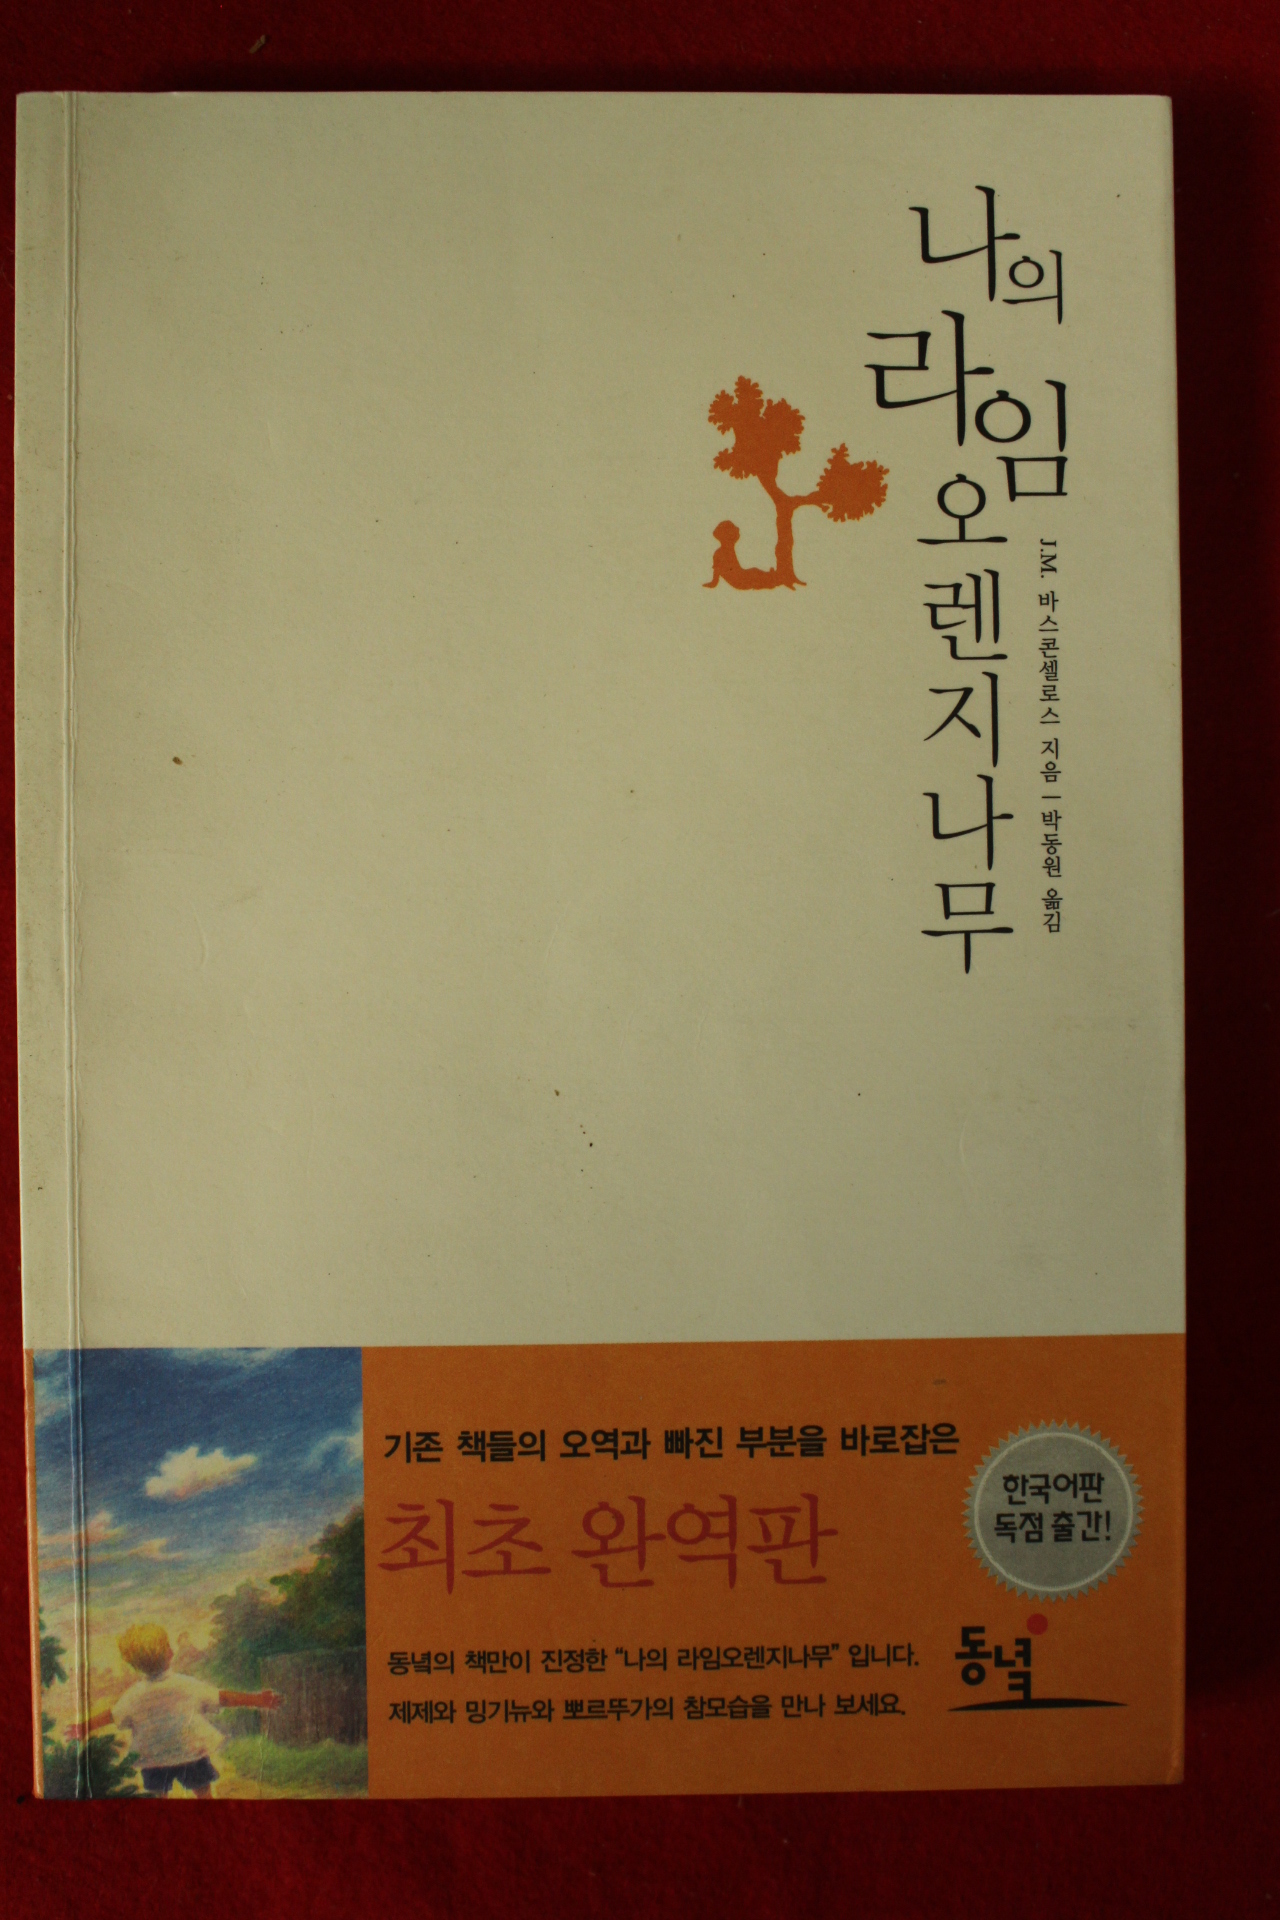 나의
라임
오렌지나무
J.M. 바스콘셀로스 지음 ㅡ 박동원 옮김
기존 책들의 오역과 빠진 부분을 바로잡은
최초 완역판
한국어판
독점 출간!
동녘의 책만이 진정한 “나의 라임오렌지나무” 입니다.
제제와 밍기뉴와 뽀르뚜가의 참모습을 만나 보세요.
동녘